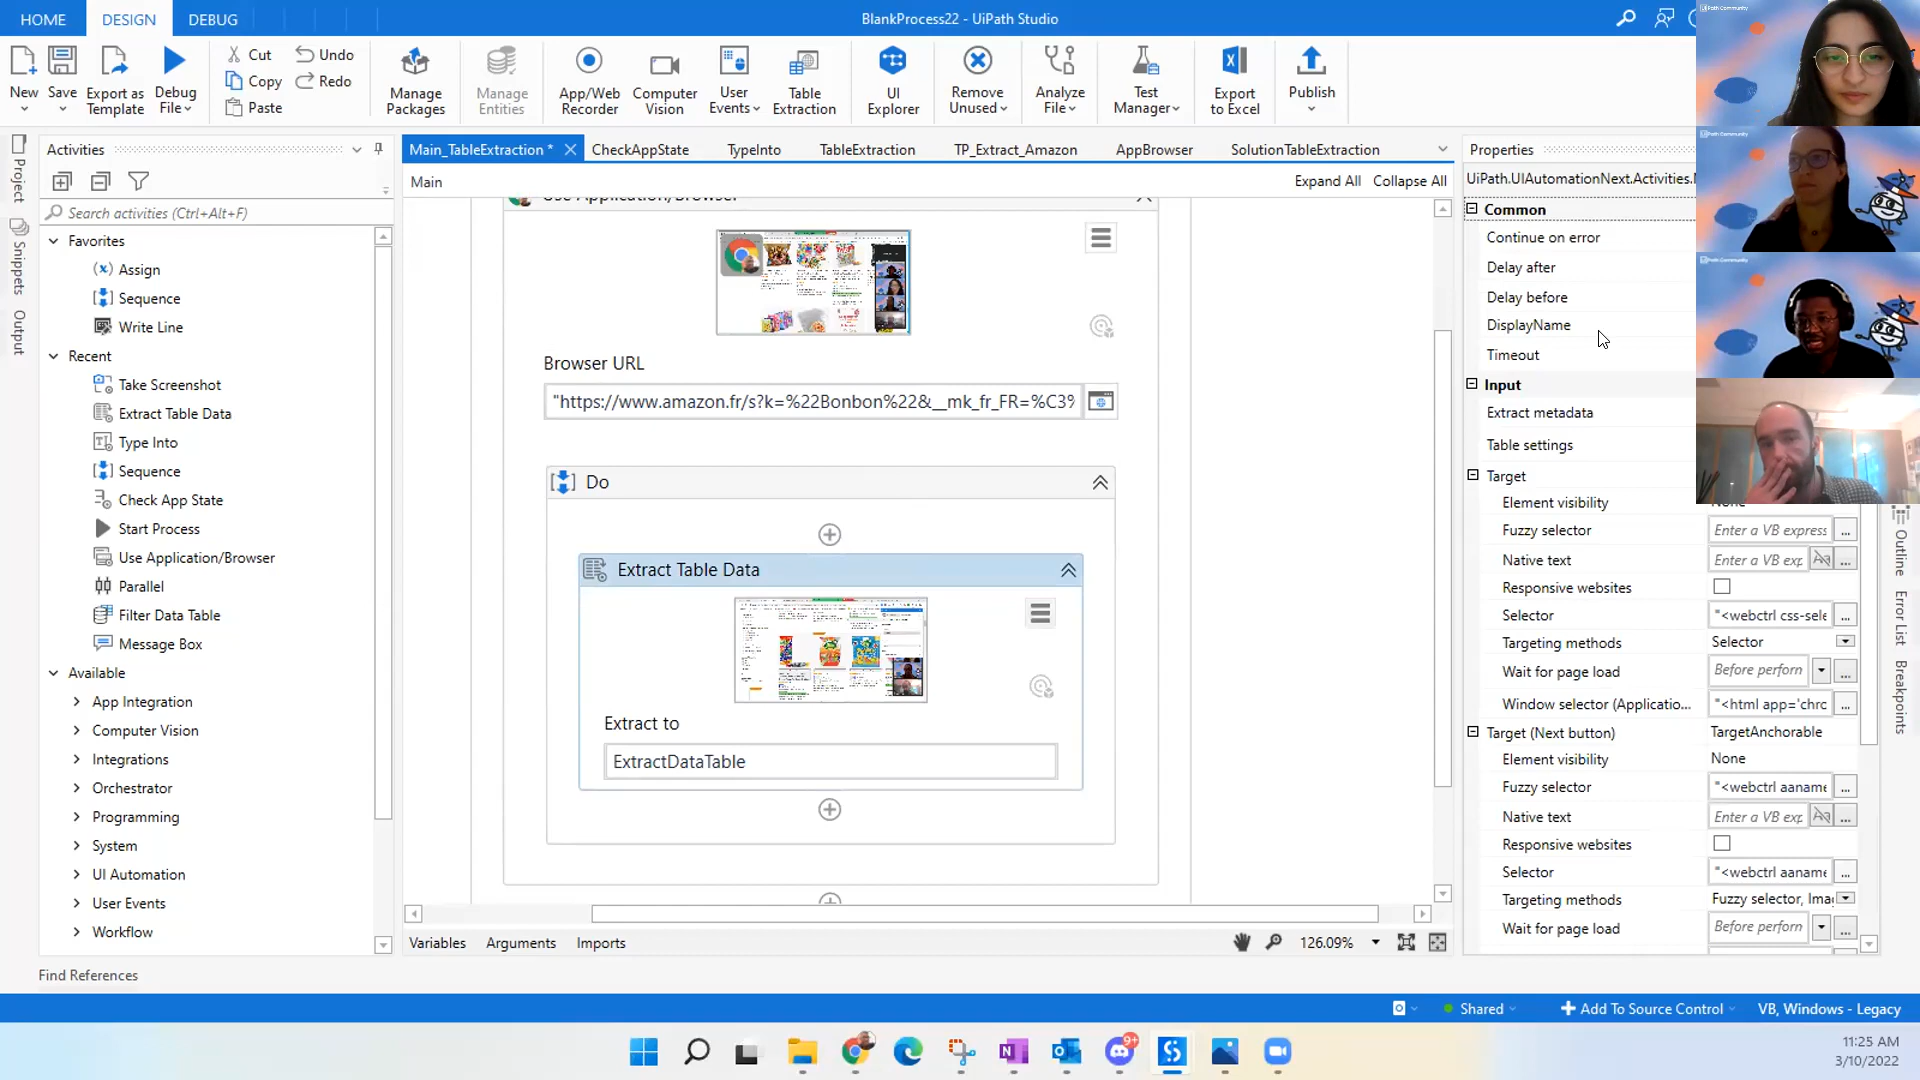 HOME
DESIGN
DEBUG
BlankProcess22 - UiPath Studio
New
Save
Export as Template
Debug File
Cut
Copy
Paste
Undo
Redo
Manage Packages
Manage Entities
App/Web Recorder
Computer Vision
User Events
Table Extraction
UI Explorer
Remove Unused
Analyze File
Test Manager
Export to Excel
Publish
UiPath Community
UiPath Community
UiPath Community
Project
Snippets
Output
Activities
Search activities (Ctrl+Alt+F)
Favorites
Assign
Sequence
Write Line
Recent
Take Screenshot
Extract Table Data
Type Into
Sequence
Check App State
Start Process
Use Application/Browser
Parallel
Filter Data Table
Message Box
Available
App Integration
Computer Vision
Integrations
Orchestrator
Programming
System
UI Automation
User Events
Workflow
Find References
Main_TableExtraction *
CheckAppState
TypeInto
TableExtraction
TP_Extract_Amazon
AppBrowser
SolutionTableExtraction
Main
Expand All
Collapse All
Use Application/Browser
Browser URL
"https://www.amazon.fr/s?k=%22Bonbon%22&__mk_fr_FR=%C3%
Do
Extract Table Data
Extract to
ExtractDataTable
Variables
Arguments
Imports
126.09%
Properties
UiPath.UIAutomationNext.Activities.
Common
Continue on error
Delay after
Delay before
DisplayName
Timeout
Input
Extract metadata
Table settings
Target
Element visibility
None
Fuzzy selector
Enter a VB express
...
Native text
Enter a VB exp
...
Responsive websites
Selector
"<webctrl css-sele
...
Targeting methods
Selector
Wait for page load
Before perforn
...
Window selector (Applicatio...
"<html app='chrc
...
Target (Next button)
TargetAnchorable
Element visibility
None
Fuzzy selector
"<webctrl aaname
...
Native text
Enter a VB exp
...
Responsive websites
Selector
"<webctrl aaname
...
Targeting methods
Fuzzy selector, Ima
Wait for page load
Before perforn
...
Outline
Error List
Breakpoints
Shared
Add To Source Control
VB, Windows - Legacy
9+
11:25 AM
3/10/2022